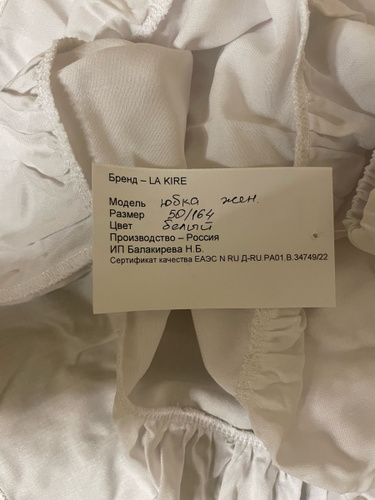 Бренд – LA KIRE
Модель юбка жен.
Размер 50/164
Цвет белый
Производство – Россия
ИП Балакирева Н.Б.
Сертификат качества ЕАЭС N RU Д-RU.РА01.В.34749/22